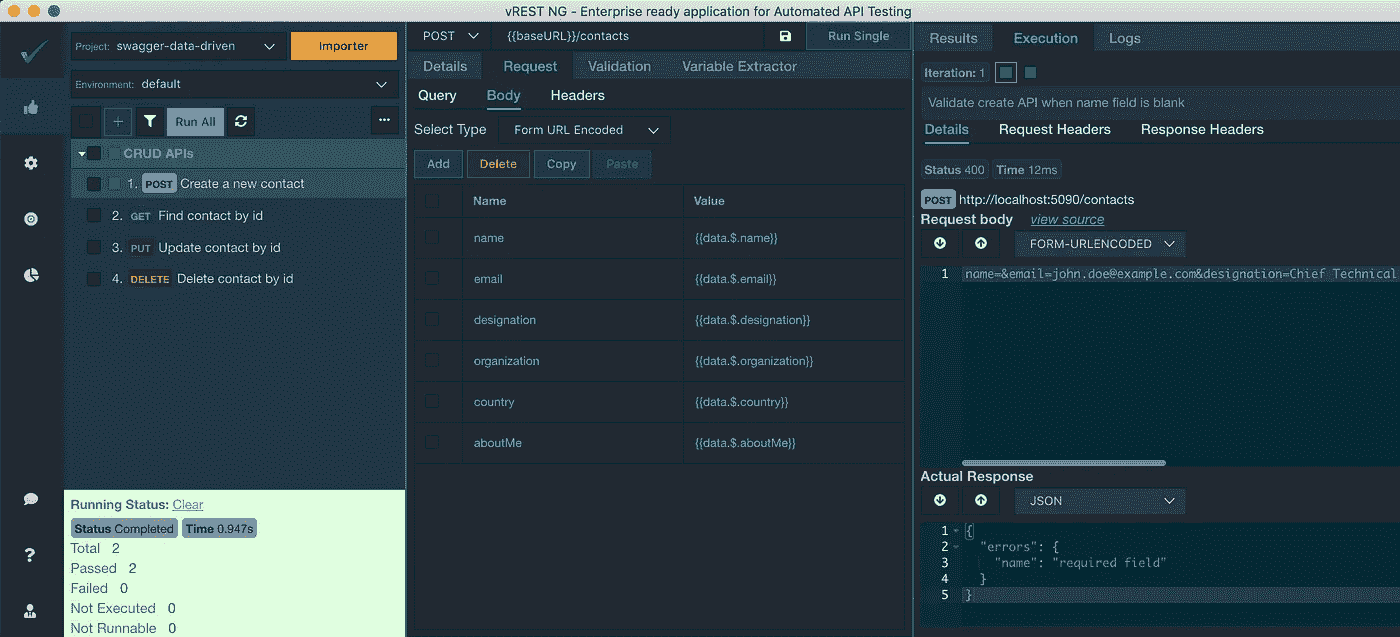 vREST NG - Enterprise ready application for Automated API Testing
Project: swagger-data-driven
Importer
Environment: default
Run All
...
CRUD APIs
1. POST Create a new contact
2. GET Find contact by id
3. PUT Update contact by id
4. DELETE Delete contact by id
Running Status: Clear
Status Completed Time 0.947s
Total 2
Passed 2
Failed 0
Not Executed 0
Not Runnable 0
POST {{baseURL}}/contacts Run Single
Details Request Validation Variable Extractor
Query Body Headers
Select Type Form URL Encoded
Add Delete Copy Paste
Name Value
name {{data.$.name}}
email {{data.$.email}}
designation {{data.$.designation}}
organization {{data.$.organization}}
country {{data.$.country}}
aboutMe {{data.$.aboutMe}}
Results Execution Logs
Iteration: 1
Validate create API when name field is blank
Details Request Headers Response Headers
Status 400 Time 12ms
POST http://localhost:5090/contacts
Request body view source
FORM-URLENCODED
1 name=&email=john.doe@example.com&designation=Chief Technical
Actual Response
JSON
1 {
2 "errors": {
3 "name": "required field"
4 }
5 }